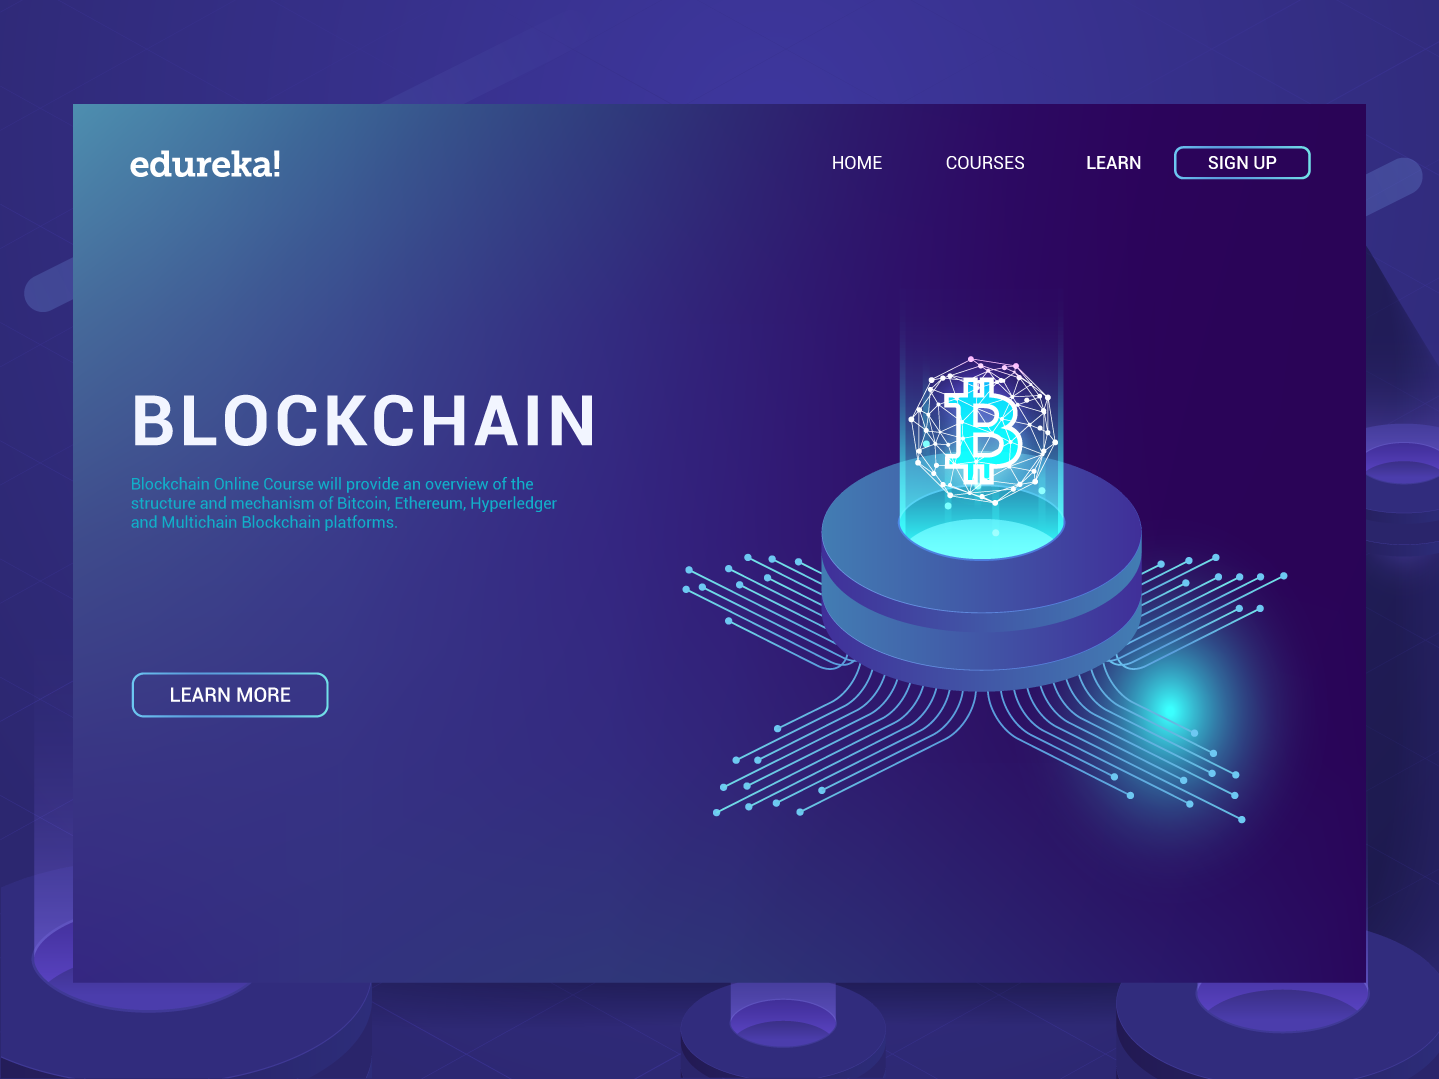 edureka!
HOME
COURSES
LEARN
SIGN UP
BLOCKCHAIN
Blockchain Online Course will provide an overview of the
structure and mechanism of Bitcoin, Ethereum, Hyperledger
and Multichain Blockchain platforms.
LEARN MORE